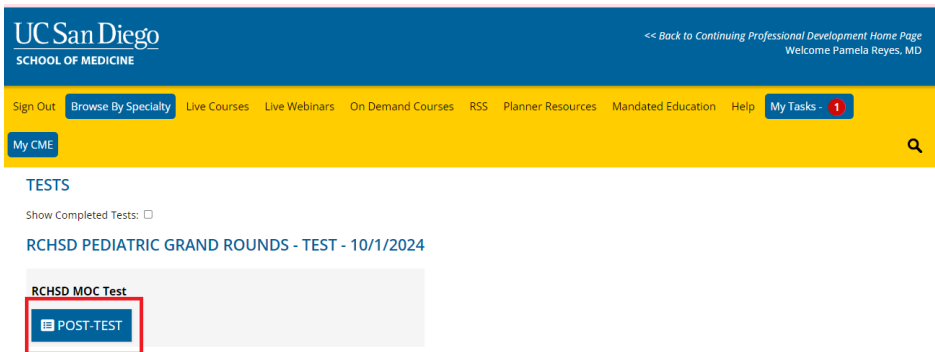 UC San Diego
SCHOOL OF MEDICINE
<< Back to Continuing Professional Development Home Page
Welcome Pamela Reyes, MD
Sign Out Browse By Specialty Live Courses Live Webinars On Demand Courses RSS Planner Resources Mandated Education Help My Tasks - 1
My CME
TESTS
Show Completed Tests:
RCHSD PEDIATRIC GRAND ROUNDS - TEST - 10/1/2024
RCHSD MOC Test
POST-TEST